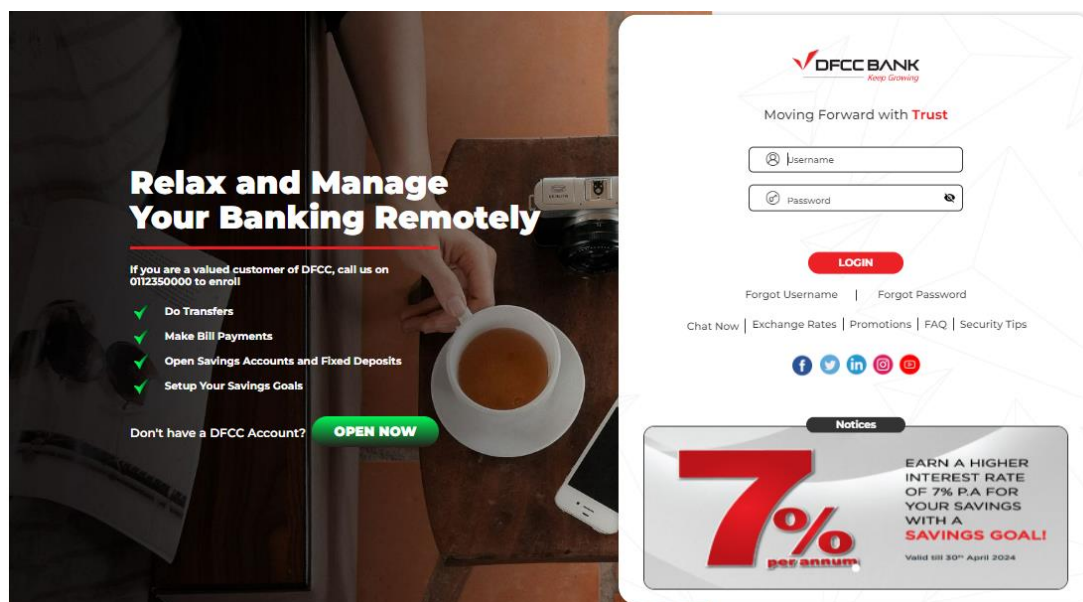 Relax and Manage
Your Banking Remotely
If you are a valued customer of DFCC, call us on
0112350000 to enroll
Do Transfers
Make Bill Payments
Open Savings Accounts and Fixed Deposits
Setup Your Savings Goals
Don't have a DFCC Account? OPEN NOW
DFCC BANK
Keep Growing
Moving Forward with Trust
Username
Password
LOGIN
Forgot Username | Forgot Password
Chat Now | Exchange Rates | Promotions | FAQ | Security Tips
Notices
7%
per annum
EARN A HIGHER
INTEREST RATE
OF 7% P.A FOR
YOUR SAVINGS
WITH A
SAVINGS GOAL!
Valid till 30th April 2024